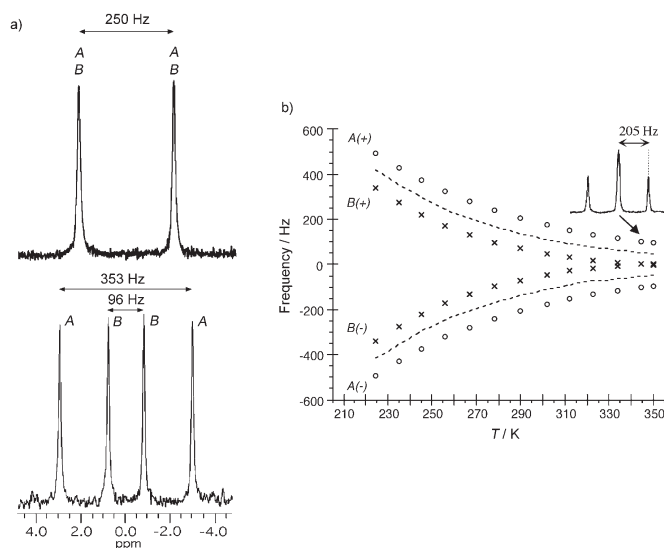 a)
250 Hz
A
B
A
B
353 Hz
96 Hz
A
B
B
A
4.0 2.0 0.0 -2.0 -4.0
ppm
b)
600
400
200
0
-200
-400
-600
Frequency / Hz
A(+)
B(+)
B(-)
A(-)
205 Hz
210 230 250 270 290 310 330 350
T / K